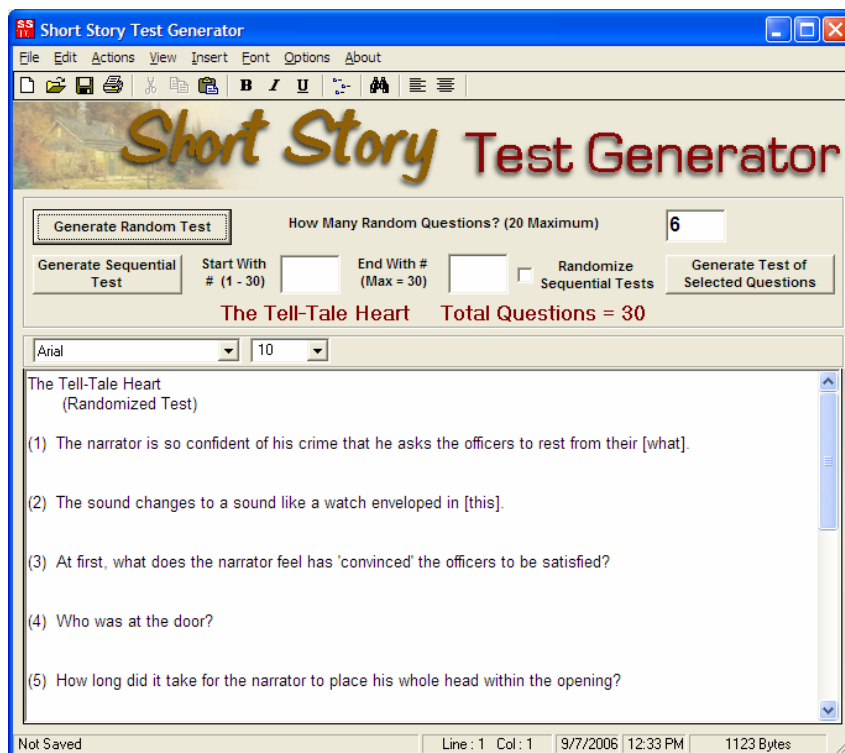 SS
TT
Short Story Test Generator
File Edit Actions View Insert Font Options About
B I U
Short Story Test Generator
Generate Random Test How Many Random Questions? (20 Maximum) 6
Generate Sequential Test Start With # (1 - 30) End With # (Max = 30) Randomize Sequential Tests Generate Test of Selected Questions
The Tell-Tale Heart Total Questions = 30
Arial 10
The Tell-Tale Heart
(Randomized Test)
(1) The narrator is so confident of his crime that he asks the officers to rest from their [what].
(2) The sound changes to a sound like a watch enveloped in [this].
(3) At first, what does the narrator feel has 'convinced' the officers to be satisfied?
(4) Who was at the door?
(5) How long did it take for the narrator to place his whole head within the opening?
Not Saved Line : 1 Col : 1 9/7/2006 12:33 PM 1123 Bytes